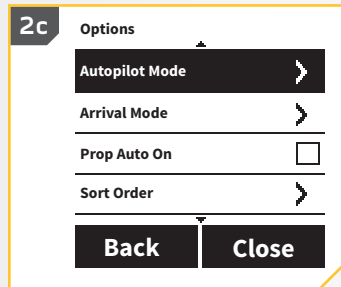 2c
Options
Autopilot Mode
Arrival Mode
Prop Auto On
Sort Order
Back Close